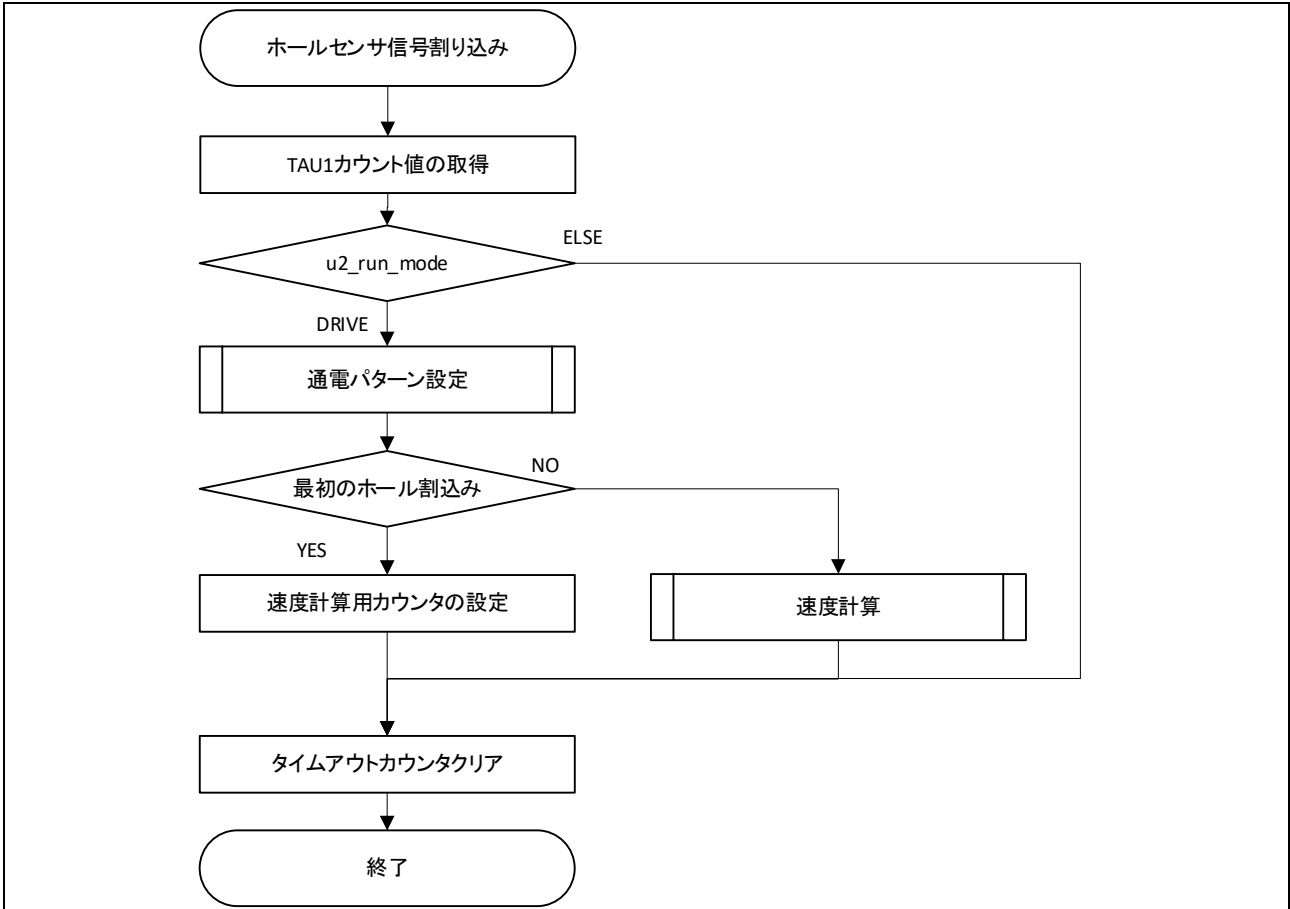 ホールセンサ信号割り込み
TAU1カウント値の取得
ELSE
u2_run_mode
DRIVE
通電パターン設定
NO
最初のホール割込み
YES
速度計算用カウンタの設定
速度計算
タイムアウトカウンタクリア
終了